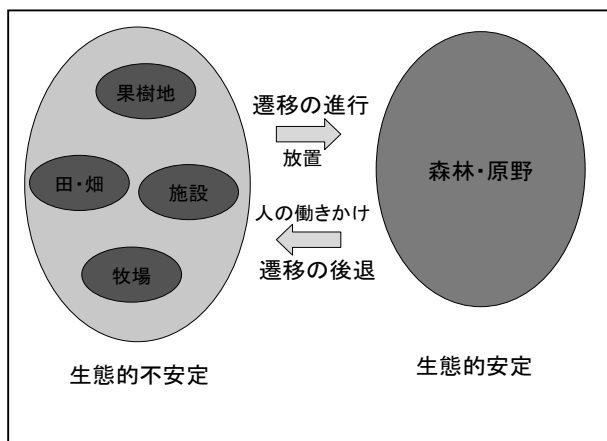 果樹地
田・畑
施設
牧場
生態的不安定
遷移の進行
放置
人の働きかけ
遷移の後退
森林・原野
生態的安定